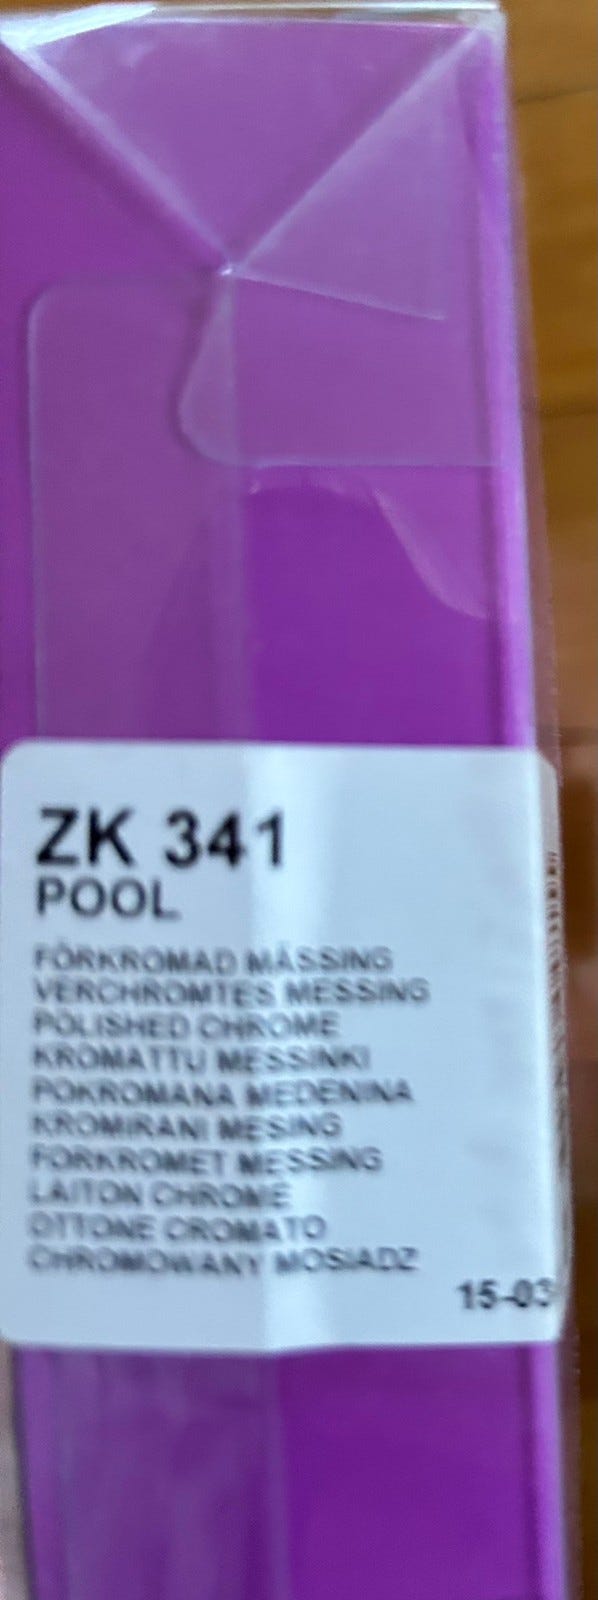 ZK 341
POOL
FÖRKROMAD MÄSSING
VERCHROMTES MESSING
POLISHED CHROME
KROMATTU MESSINKI
POKROMANA MEDENINA
KROMIRANI MESING
FORKROMET MESSING
LAITON CHROME
OTTONE CROMATO
CHROMOWANY MOSIADZ
15-03